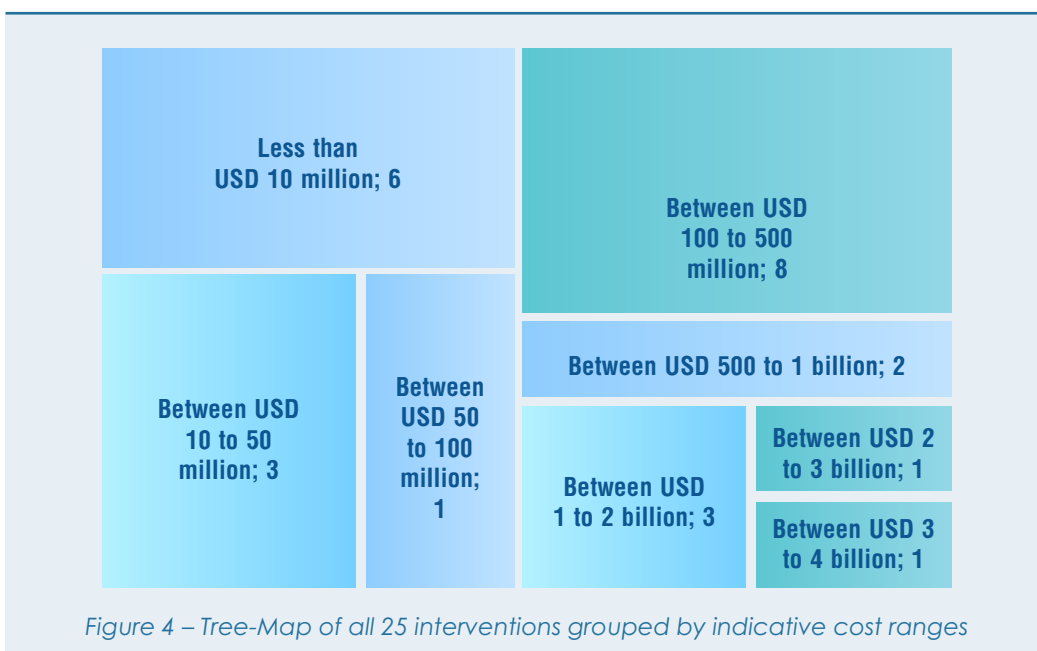 Less than
USD 10 million; 6
Between USD
100 to 500
million; 8
Between USD
10 to 50
million; 3
Between
USD 50
to 100
million;
1
Between USD 500 to 1 billion; 2
Between USD
1 to 2 billion; 3
Between USD 2
to 3 billion; 1
Between USD 3
to 4 billion; 1
Figure 4 – Tree-Map of all 25 interventions grouped by indicative cost ranges